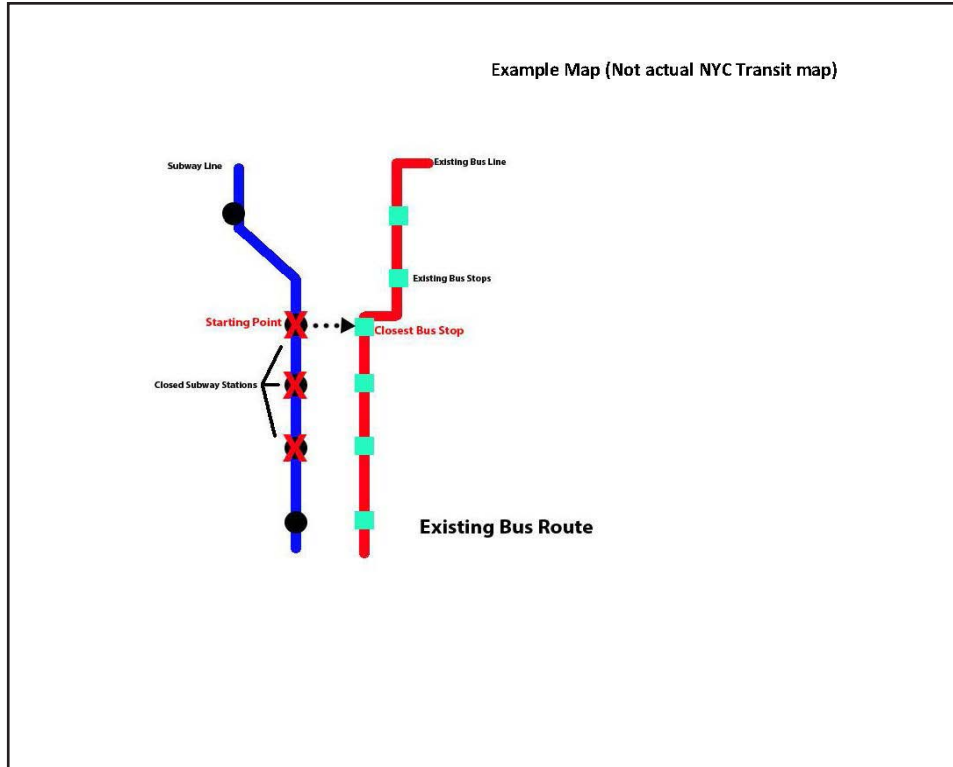 Example Map (Not actual NYC Transit map)
Subway Line
Existing Bus Line
Existing Bus Stops
Starting Point
Closest Bus Stop
Closed Subway Stations
Existing Bus Route